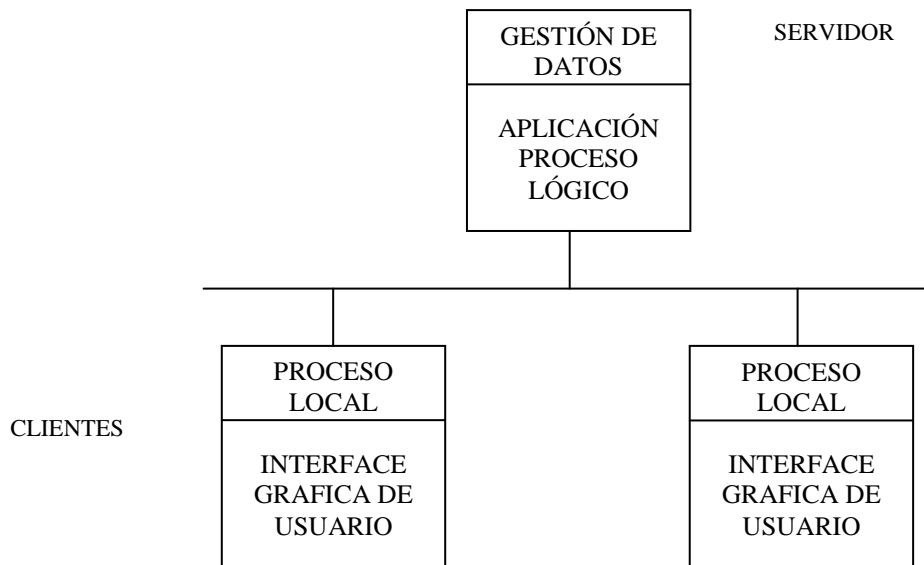 GESTIÓN DE
DATOS
SERVIDOR
APLICACIÓN
PROCESO
LÓGICO
PROCESO
LOCAL
PROCESO
LOCAL
CLIENTES
INTERFACE
GRAFICA DE
USUARIO
INTERFACE
GRAFICA DE
USUARIO